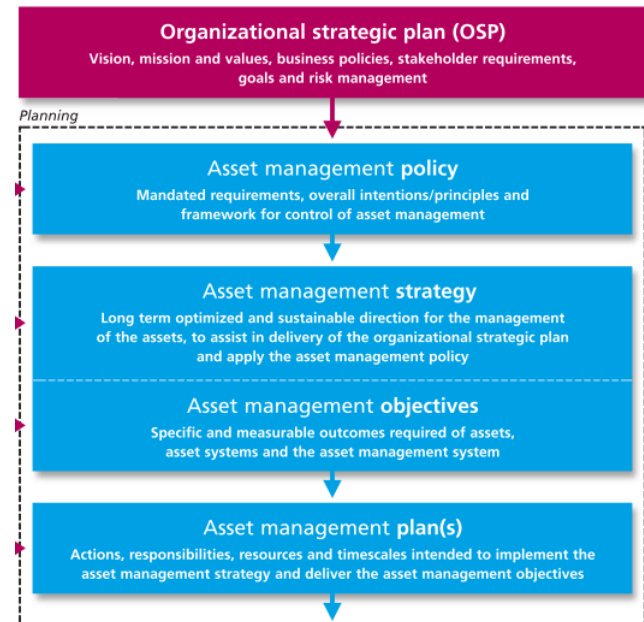 Organizational strategic plan (OSP)
Vision, mission and values, business policies, stakeholder requirements,
goals and risk management
Planning
Asset management policy
Mandated requirements, overall intentions/principles and
framework for control of asset management
Asset management strategy
Long term optimized and sustainable direction for the management
of the assets, to assist in delivery of the organizational strategic plan
and apply the asset management policy
Asset management objectives
Specific and measurable outcomes required of assets,
asset systems and the asset management system
Asset management plan(s)
Actions, responsibilities, resources and timescales intended to implement the
asset management strategy and deliver the asset management objectives